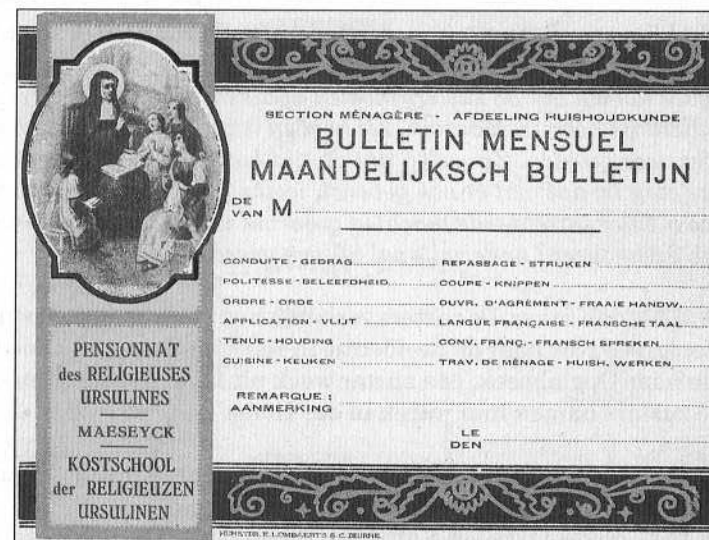 SECTION MÉNAGÈRE - AFDEELING HUISHOUDKUNDE
BULLETIN MENSUEL
MAANDELIJKSCH BULLETIJN
DE
VAN M
CONDUITE - GEDRAG
POLITESSE - BELEEFDHEID
ORDRE - ORDE
APPLICATION - VLIJT
TENUE - HOUDING
CUISINE - KEUKEN
REPASSAGE - STRIJKEN
COUPE - KNIPPEN
OUVR. D'AGRÉMENT - FRAAIE HANDW.
LANGUE FRANÇAISE - FRANSCHE TAAL
CONV. FRANÇ. - FRANSCH SPREKEN
TRAV. DE MÉNAGE - HUISH. WERKEN
REMARQUE :
AANMERKING
LE
DEN
PENSIONNAT
des RELIGIEUSES
URSULINES
MAESEYCK
KOSTSCHOOL
der RELIGIEUZEN
URSULINEN
LOMBAERTS & C. DEURNE